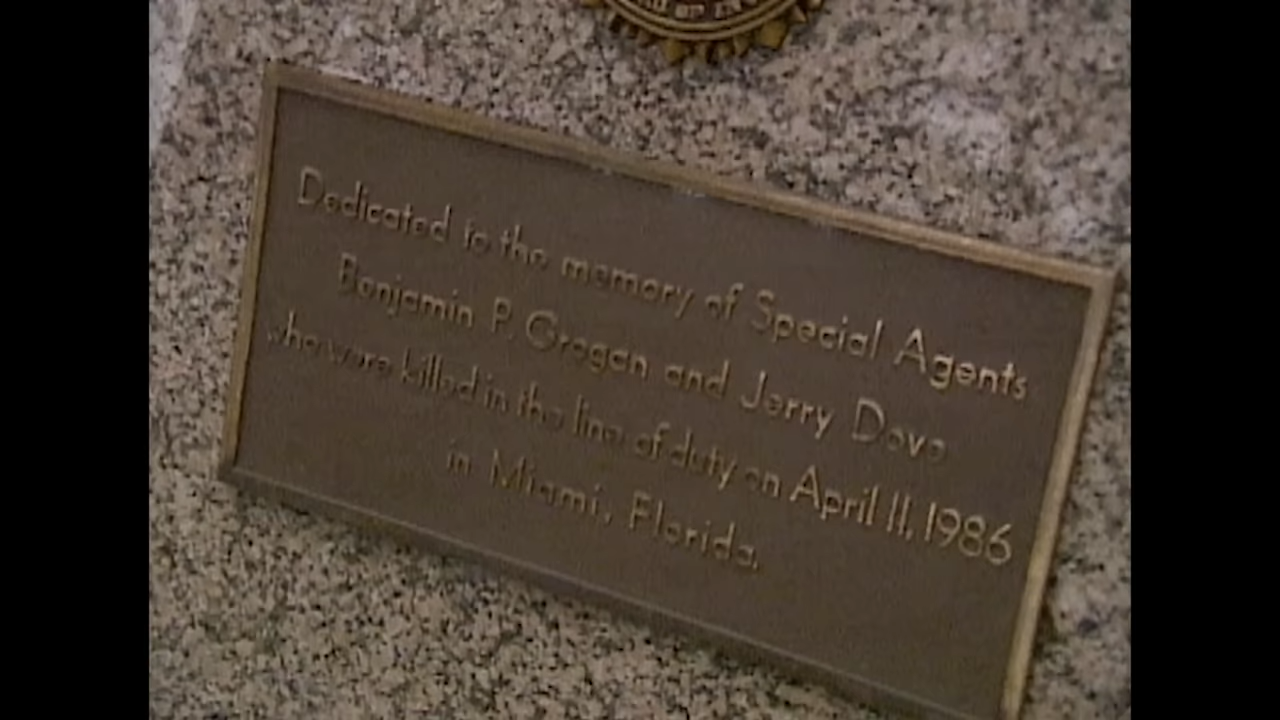 Dedicated to the memory of Special Agents
Benjamin P. Grogan and Jerry Dove
who were killed in the line of duty on April 11, 1986
in Miami, Florida.